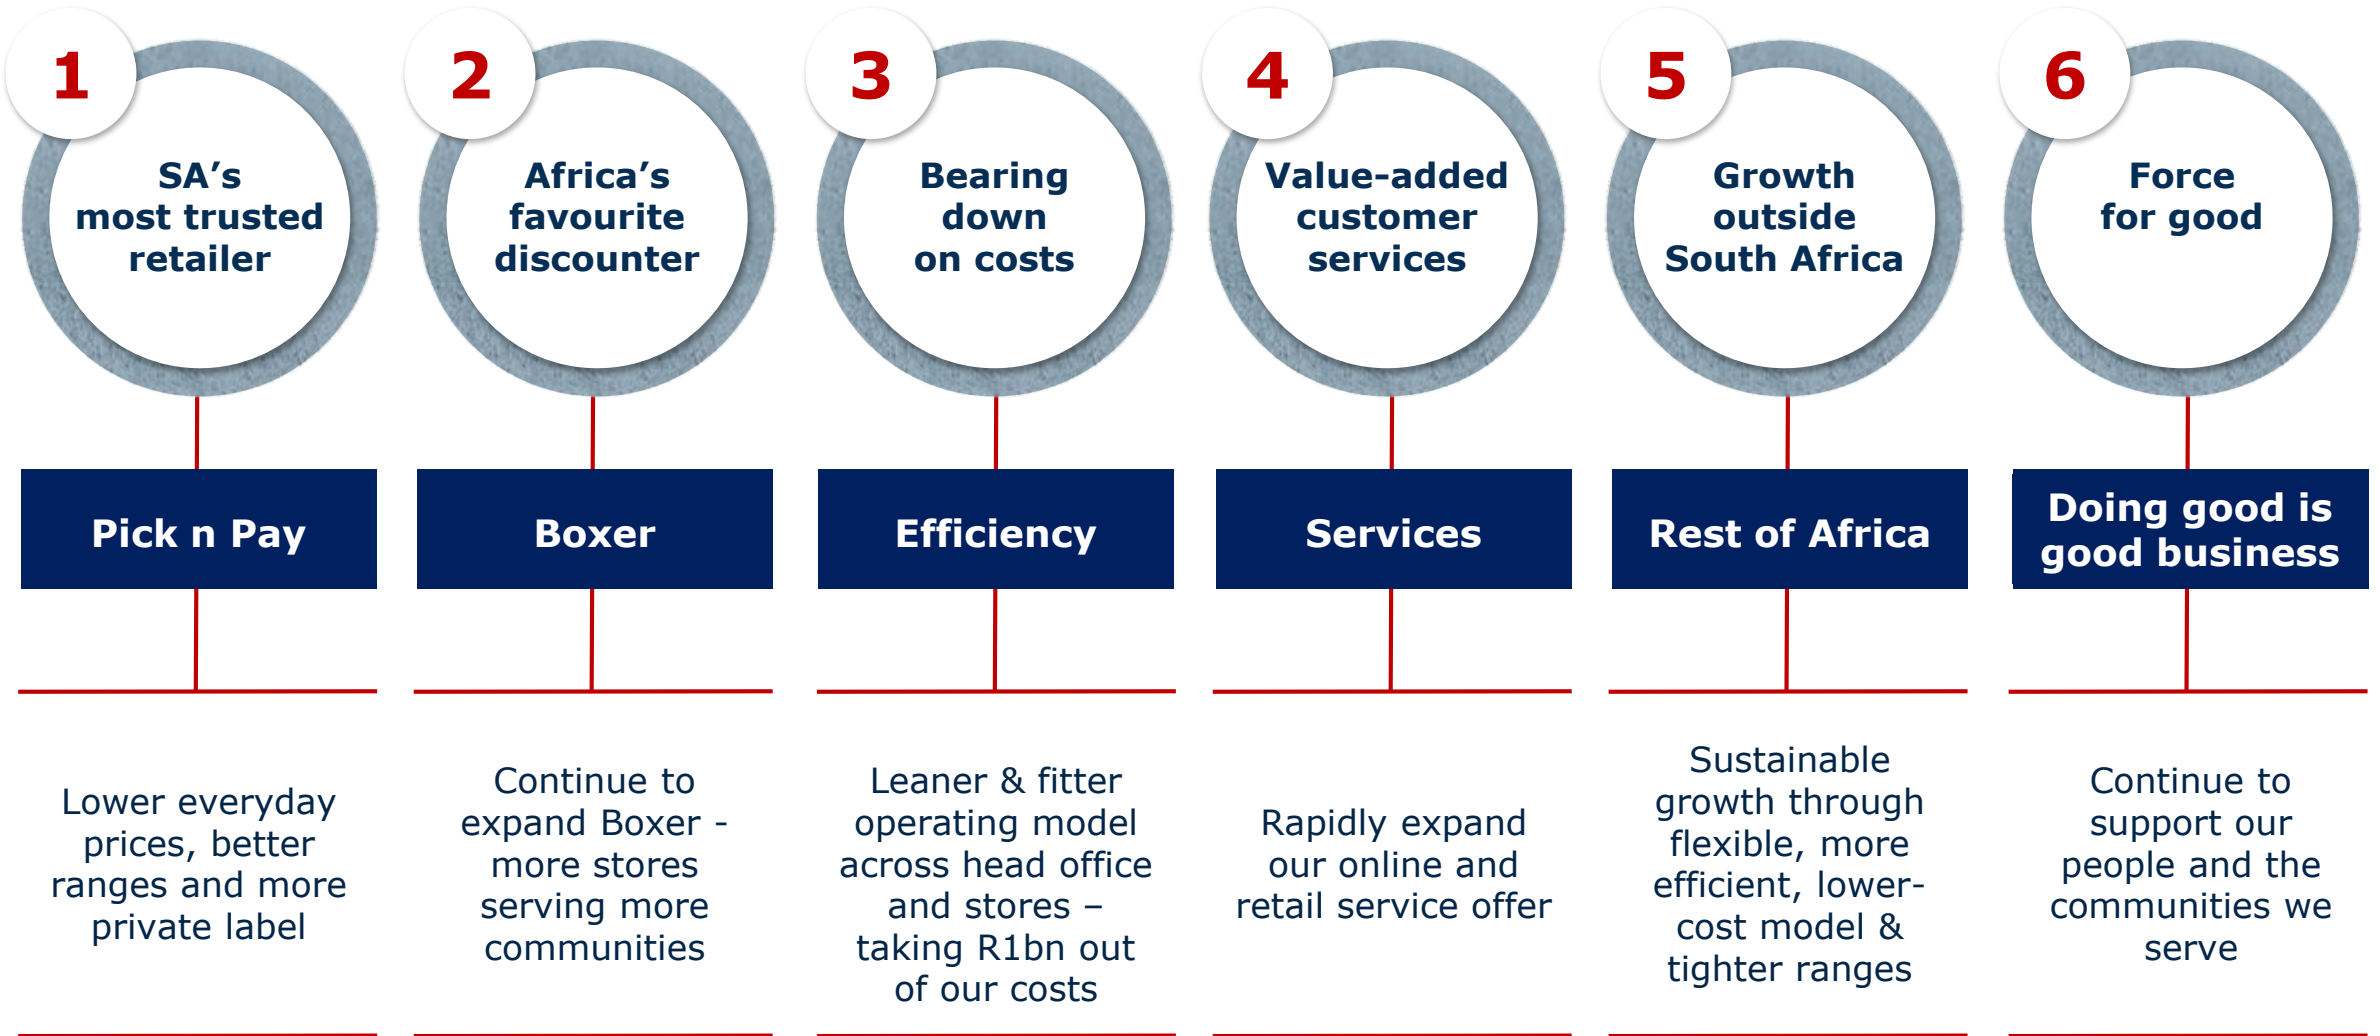 1
SA’s
most trusted
retailer
Pick n Pay
Lower everyday
prices, better
ranges and more
private label
2
Africa’s
favourite
discounter
Boxer
Continue to
expand Boxer -
more stores
serving more
communities
3
Bearing
down
on costs
Efficiency
Leaner & fitter
operating model
across head office
and stores –
taking R1bn out
of our costs
4
Value-added
customer
services
Services
Rapidly expand
our online and
retail service offer
5
Growth
outside
South Africa
Rest of Africa
Sustainable
growth through
flexible, more
efficient, lower-
cost model &
tighter ranges
6
Force
for good
Doing good is
good business
Continue to
support our
people and the
communities we
serve